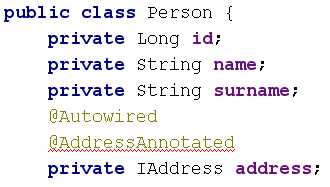 public class Person {
private Long id;
private String name;
private String surname;
@Autowired
@AddressAnnotated
private IAddress address;